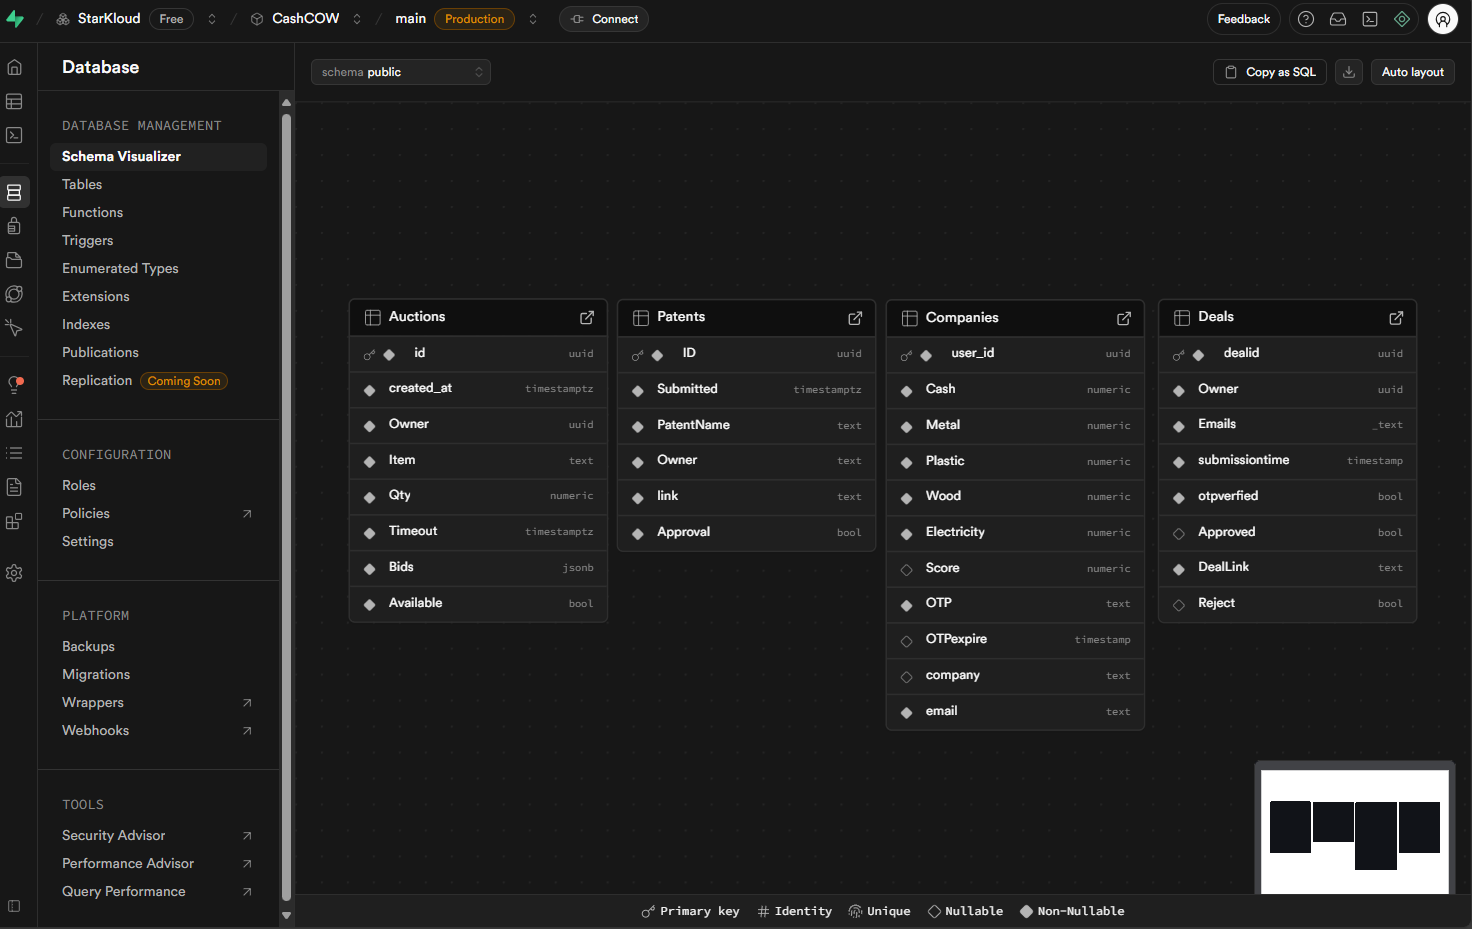 StarKloud Free CashCOW main Production Connect Feedback
Database
schema public Copy as SQL Auto layout
DATABASE MANAGEMENT
Schema Visualizer
Tables
Functions
Triggers
Enumerated Types
Extensions
Indexes
Publications
Replication Coming Soon
CONFIGURATION
Roles
Policies
Settings
PLATFORM
Backups
Migrations
Wrappers
Webhooks
TOOLS
Security Advisor
Performance Advisor
Query Performance
Auctions
id uuid
created_at timestamptz
Owner uuid
Item text
Qty numeric
Timeout timestamptz
Bids jsonb
Available bool
Patents
ID uuid
Submitted timestamptz
PatentName text
Owner text
link text
Approval bool
Companies
user_id uuid
Cash numeric
Metal numeric
Plastic numeric
Wood numeric
Electricity numeric
Score numeric
OTP text
OTPexpire timestamp
company text
email text
Deals
dealid uuid
Owner uuid
Emails _text
submissiontime timestamp
otpverfied bool
Approved bool
DealLink text
Reject bool
Primary key Identity Unique Nullable Non-Nullable